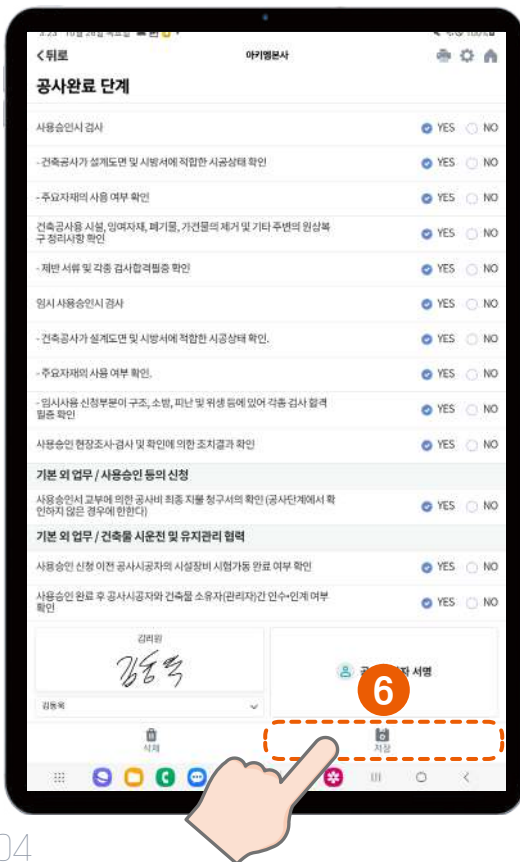 < 뒤로
아키엠본사
공사완료 단계
사용승인시 검사
YES NO
- 건축공사가 설계도면 및 시방서에 적합한 시공상태 확인
YES NO
- 주요자재의 사용 여부 확인
YES NO
건축공사용 시설, 잉여자재, 폐기물, 가건물의 제거 및 기타 주변의 원상복
구 정리사항 확인
YES NO
- 제반 서류 및 각종 검사합격필증 확인
YES NO
임시 사용승인시 검사
YES NO
- 건축공사가 설계도면 및 시방서에 적합한 시공상태 확인.
YES NO
- 주요자재의 사용 여부 확인.
YES NO
- 임시사용 신청부분이 구조, 소방, 피난 및 위생 등에 있어 각종 검사 합격
필증 확인
YES NO
사용승인 현장조사·검사 및 확인에 의한 조치결과 확인
YES NO
기본 외 업무 / 사용승인 등의 신청
사용승인서 교부에 의한 공사비 최종 지불 청구서의 확인 (공사단계에서 확
인하지 않은 경우에 한한다)
YES NO
기본 외 업무 / 건축물 시운전 및 유지관리 협력
사용승인 신청 이전 공사시공자의 시설장비 시험가동 완료 여부 확인
YES NO
사용승인 완료 후 공사시공자와 건축물 소유자(관리자)간 인수•인계 여부
확인
YES NO
감리원
김동욱
김동욱
서명
6
삭제
저장
04